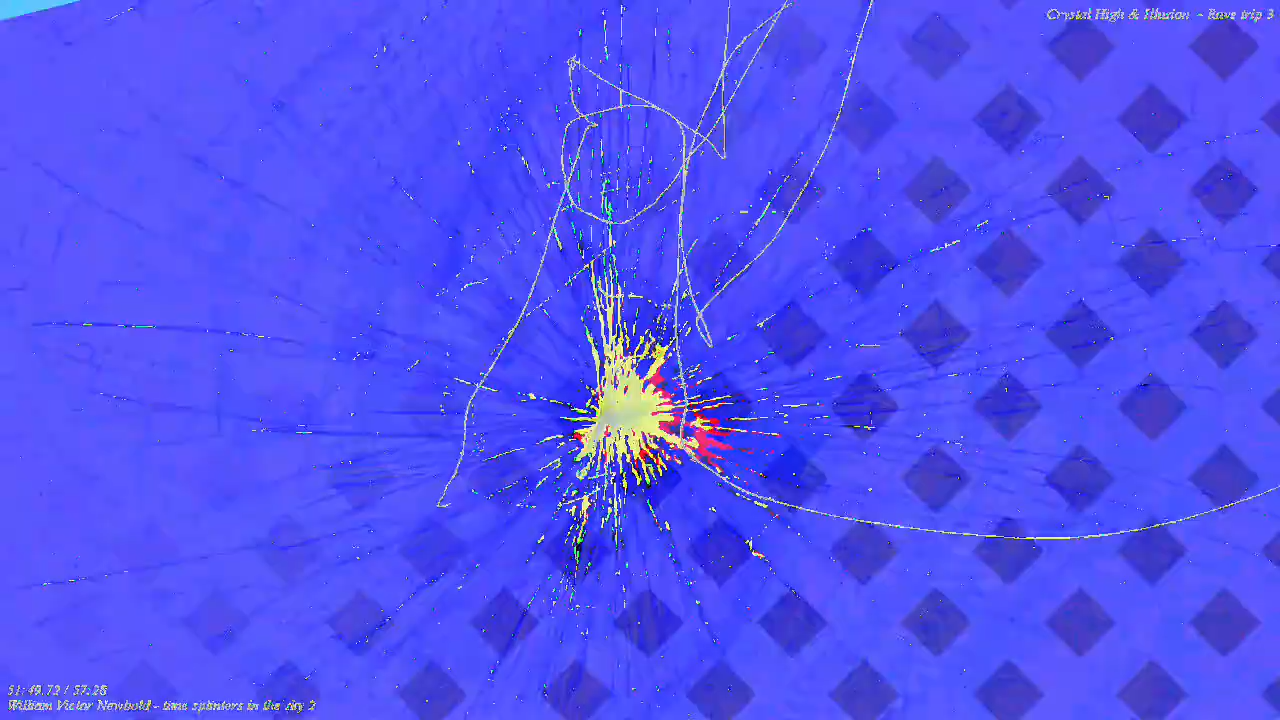 Crystal High & Illusion - Rave trip 3
51:49.72 / 57:28
William Victor Newbold - time splinters in the sky 2